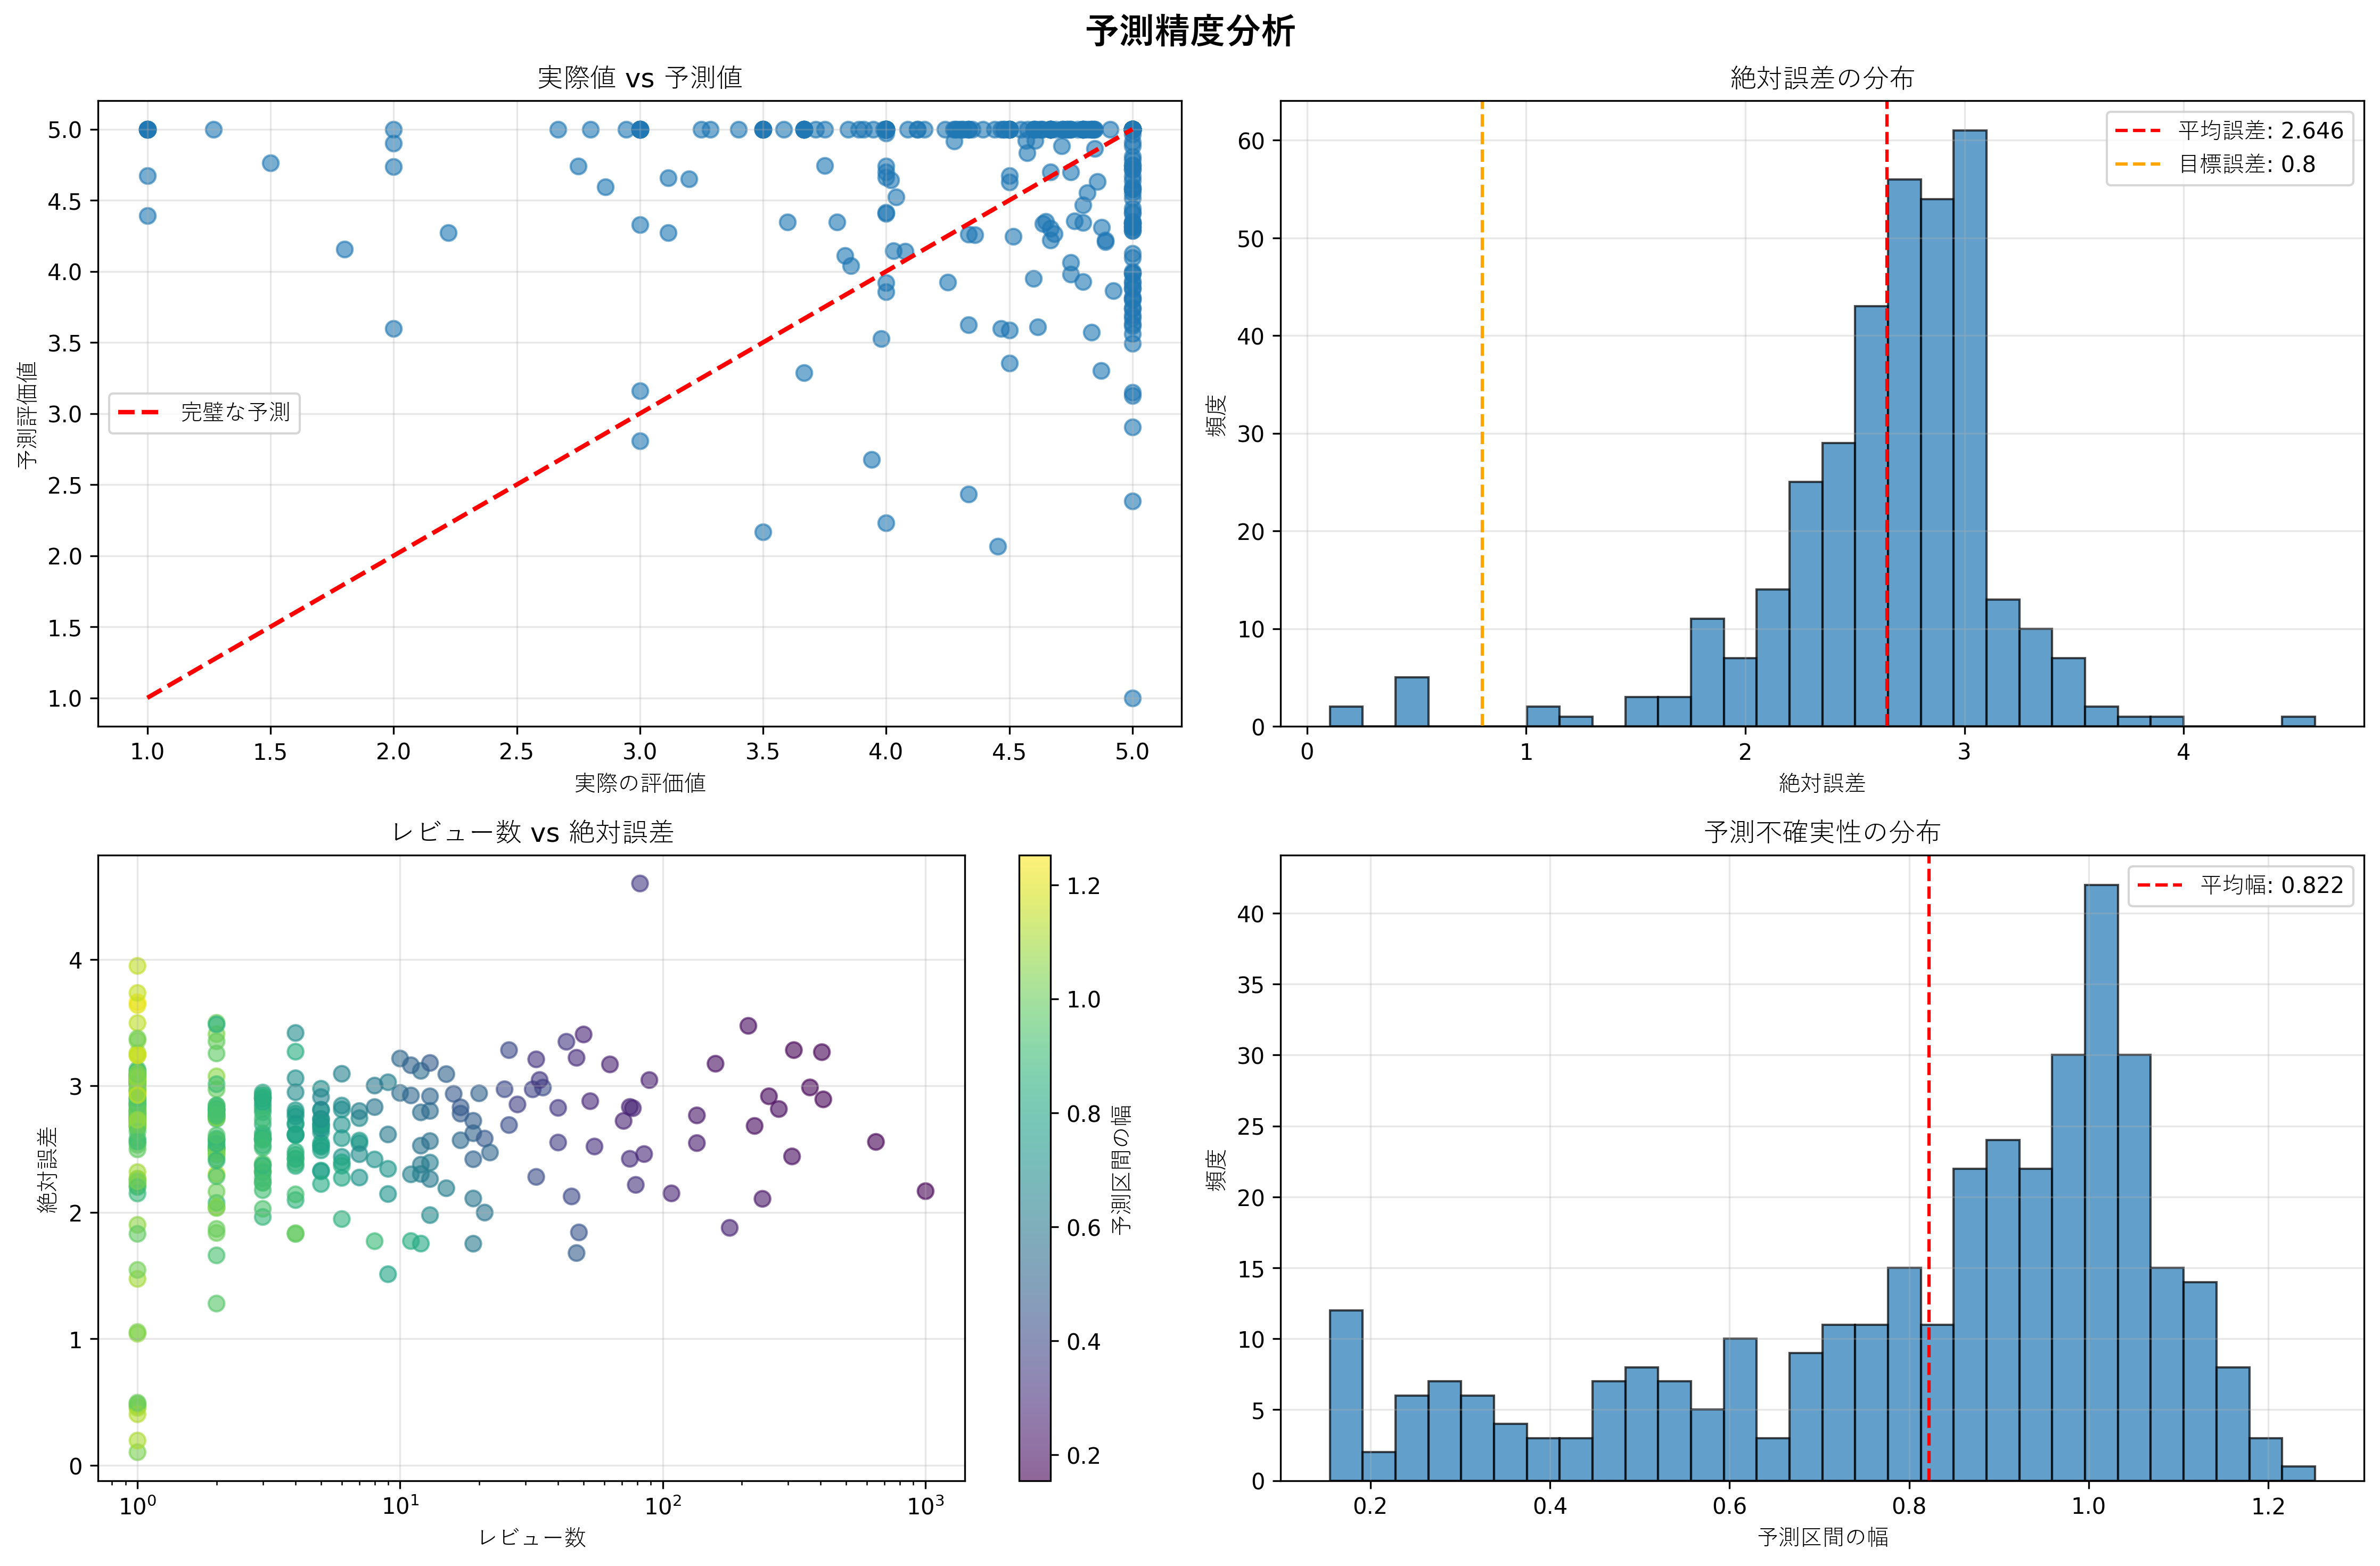 予測精度分析
実際値 vs 予測値
5.0
4.5
4.0
3.5
3.0
2.5
2.0
1.5
1.0
予測評価値
完璧な予測
1.0 1.5 2.0 2.5 3.0 3.5 4.0 4.5 5.0
実際の評価値
絶対誤差の分布
60
50
40
30
20
10
0
頻度
平均誤差: 2.646
目標誤差: 0.8
0 1 2 3 4
絶対誤差
レビュー数 vs 絶対誤差
4
3
2
1
0
絶対誤差
10⁰ 10¹ 10² 10³
レビュー数
1.2
1.0
0.8
0.6
0.4
0.2
予測区間の幅
予測不確実性の分布
40
35
30
25
20
15
10
5
0
頻度
平均幅: 0.822
0.2 0.4 0.6 0.8 1.0 1.2
予測区間の幅